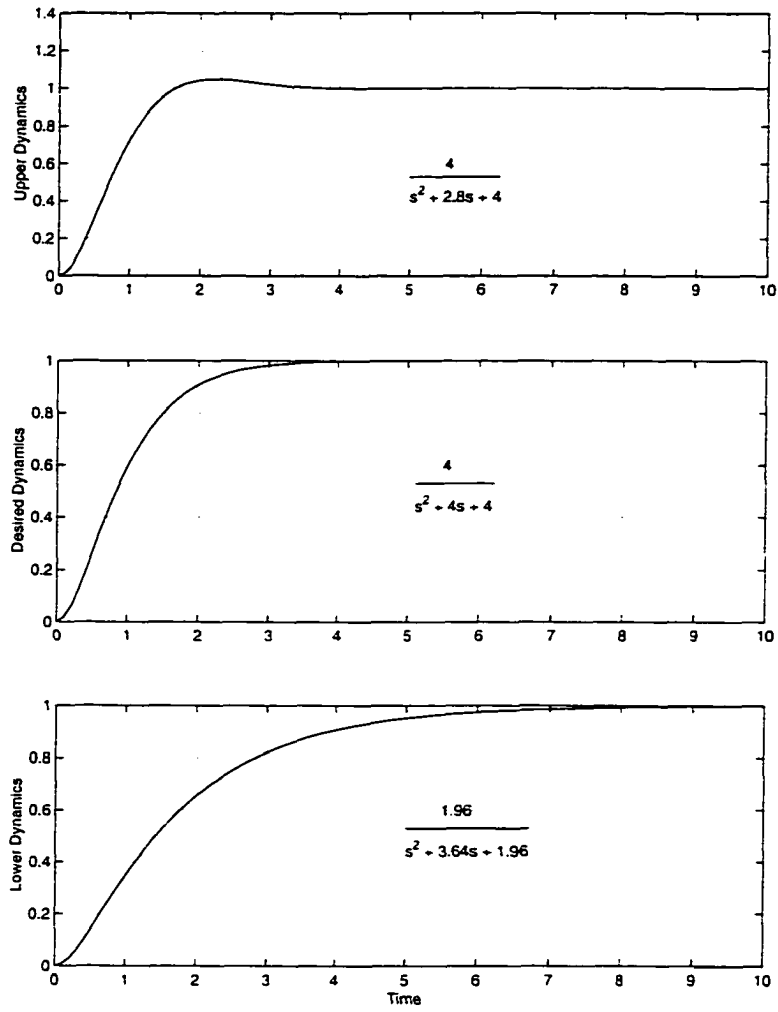 1.4
1.2
1
0.8
0.6
0.4
0.2
0
Upper Dynamics
4
s² + 2.8s + 4
0 1 2 3 4 5 6 7 8 9 10
1
0.8
0.6
0.4
0.2
0
Desired Dynamics
4
s² + 4s + 4
0 1 2 3 4 5 6 7 8 9 10
1
0.8
0.6
0.4
0.2
0
Lower Dynamics
1.96
s² + 3.64s + 1.96
0 1 2 3 4 5 6 7 8 9 10
Time